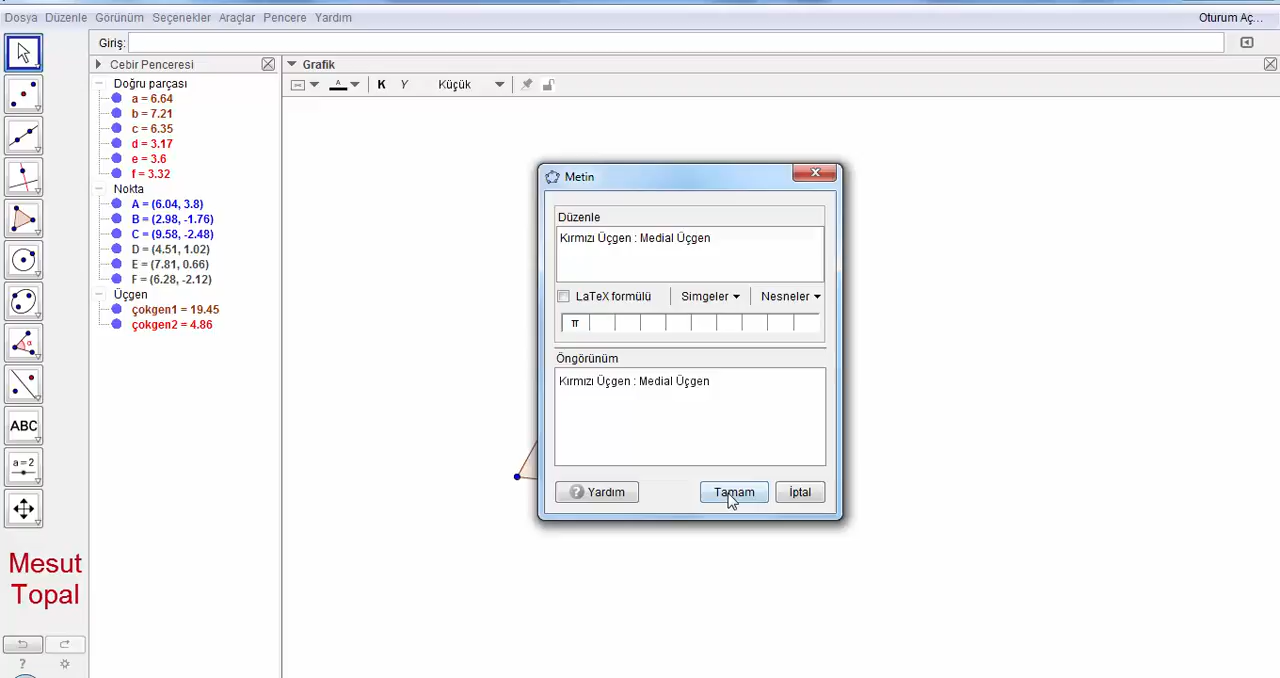 Dosya Düzenle Görünüm Seçenekler Araçlar Pencere Yardım Oturum Aç...
Giriş:
Cebir Penceresi
Grafik
K Y Küçük
Doğru parçası
a = 6.64
b = 7.21
c = 6.35
d = 3.17
e = 3.6
f = 3.32
Nokta
A = (6.04, 3.8)
B = (2.98, -1.76)
C = (9.58, -2.48)
D = (4.51, 1.02)
E = (7.81, 0.66)
F = (6.28, -2.12)
Üçgen
çokgen1 = 19.45
çokgen2 = 4.86
ABC
a=2
Mesut
Topal
Metin
Düzenle
Kırmızı Üçgen : Medial Üçgen
LaTeX formülü Simgeler Nesneler
π
Öngörünüm
Kırmızı Üçgen : Medial Üçgen
? Yardım Tamam İptal